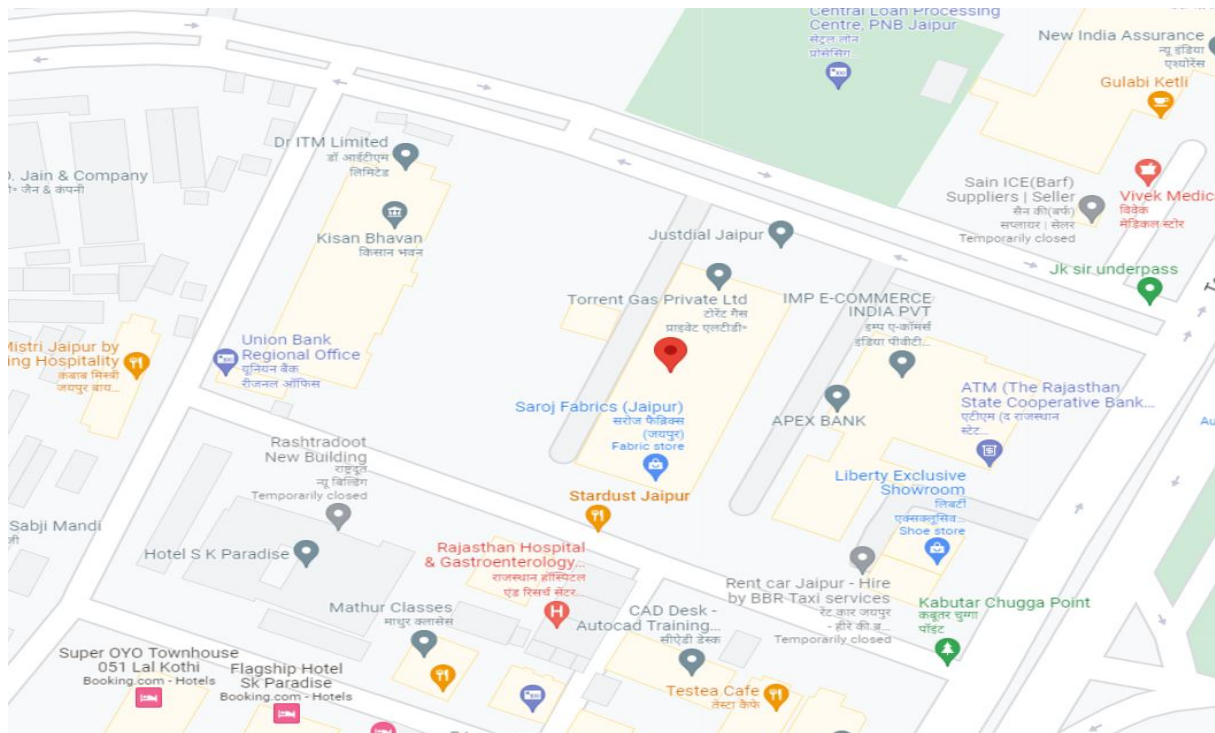 Central Loan Processing
Centre, PNB Jaipur
सेंट्रल लोन
प्रोसेसिंग...
New India Assurance
न्यू इंडिया
एश्योरेंस
Gulabi Ketli
Dr ITM Limited
डॉ आईटीएम
लिमिटेड
Jain & Company
जैन & कंपनी
Kisan Bhavan
किसान भवन
Sain ICE(Barf)
Suppliers | Seller
सैन की(बर्फ)
सप्लायर | सेलर
Temporarily closed
Vivek Medic
विवेक
मेडिकल स्टोर
Justdial Jaipur
Jk sir underpass
Torrent Gas Private Ltd
टोरेंट गैस
प्राइवेट एलटीडी॰
IMP E-COMMERCE
INDIA PVT
इम्प ए-कॉमर्स
इंडिया पीवीटी...
Mistri Jaipur by
ing Hospitality
कबाब मिस्त्री
जयपुर बाय...
Union Bank
Regional Office
यूनियन बैंक
रीजनल ऑफिस
Saroj Fabrics (Jaipur)
सरोज फैब्रिक्स
(जयपुर)
Fabric store
APEX BANK
ATM (The Rajasthan
State Cooperative Bank...
एटीएम (द राजस्थान
स्टेट...
Au
Rashtradoot
New Building
राष्ट्रदूत
न्यू बिल्डिंग
Temporarily closed
Stardust Jaipur
Liberty Exclusive
Showroom
लिबर्टी
एक्सक्लूसिव...
Shoe store
Sabji Mandi
Hotel S K Paradise
Rajasthan Hospital
& Gastroenterology...
राजस्थान हॉस्पिटल
एंड रिसर्च सेंटर...
Rent car Jaipur - Hire
by BBR Taxi services
रेंट कार जयपुर
- हीरे की ब...
Temporarily closed
Mathur Classes
माथुर क्लासेस
CAD Desk -
Autocad Training...
सीऐडी डेस्क
Kabutar Chugga Point
कबूतर चुग्गा
पॉइंट
Super OYO Townhouse
051 Lal Kothi
Booking.com - Hotels
Flagship Hotel
Sk Paradise
Booking.com - Hotels
Testea Cafe
तेस्टा कैफे